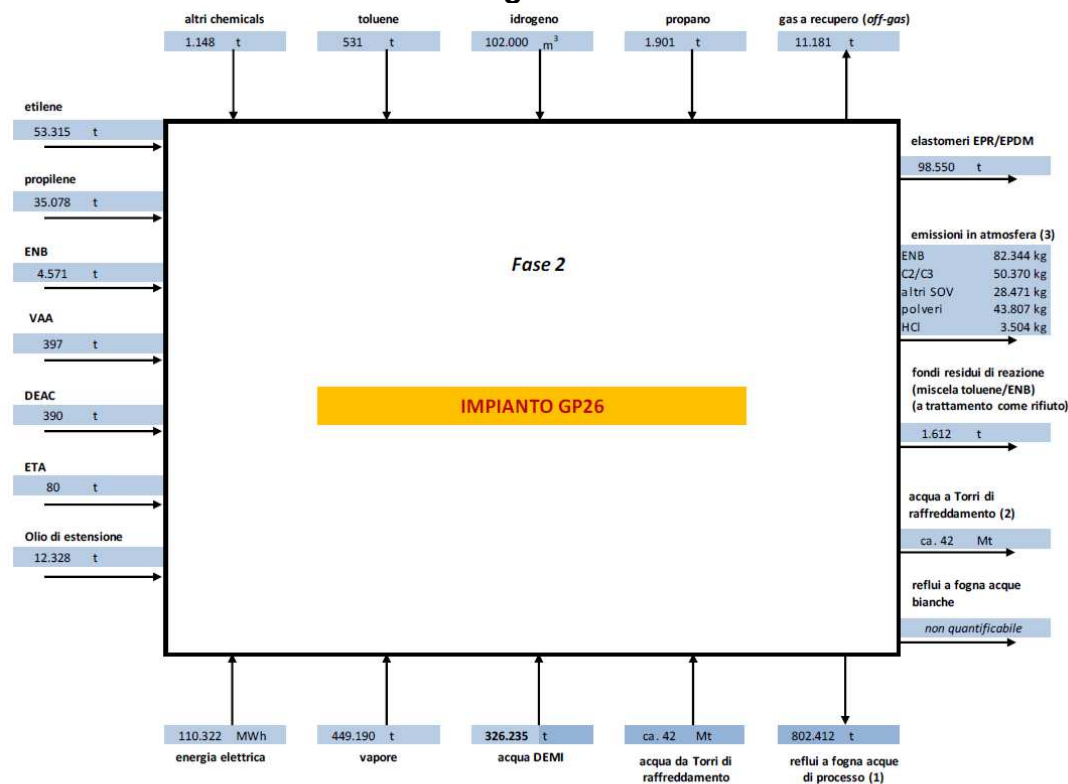 altri chemicals
1.148 t
toluene
531 t
idrogeno
102.000 m³
propano
1.901 t
gas a recupero (off-gas)
11.181 t
etilene
53.315 t
propilene
35.078 t
ENB
4.571 t
VAA
397 t
DEAC
390 t
ETA
80 t
Olio di estensione
12.328 t
Fase 2
IMPIANTO GP26
elastomeri EPR/EPDM
98.550 t
emissioni in atmosfera (3)
ENB 82.344 kg
C2/C3 50.370 kg
altri SOV 28.471 kg
polveri 43.807 kg
HCl 3.504 kg
fondi residui di reazione
(miscela toluene/ENB)
(a trattamento come rifiuto)
1.612 t
acqua a Torri di
raffreddamento (2)
ca. 42 Mt
reflui a fogna acque
bianche
non quantificabile
110.322 MWh
energia elettrica
449.190 t
vapore
326.235 t
acqua DEMI
ca. 42 Mt
acqua da Torri di
raffreddamento
802.412 t
reflui a fogna acque
di processo (1)